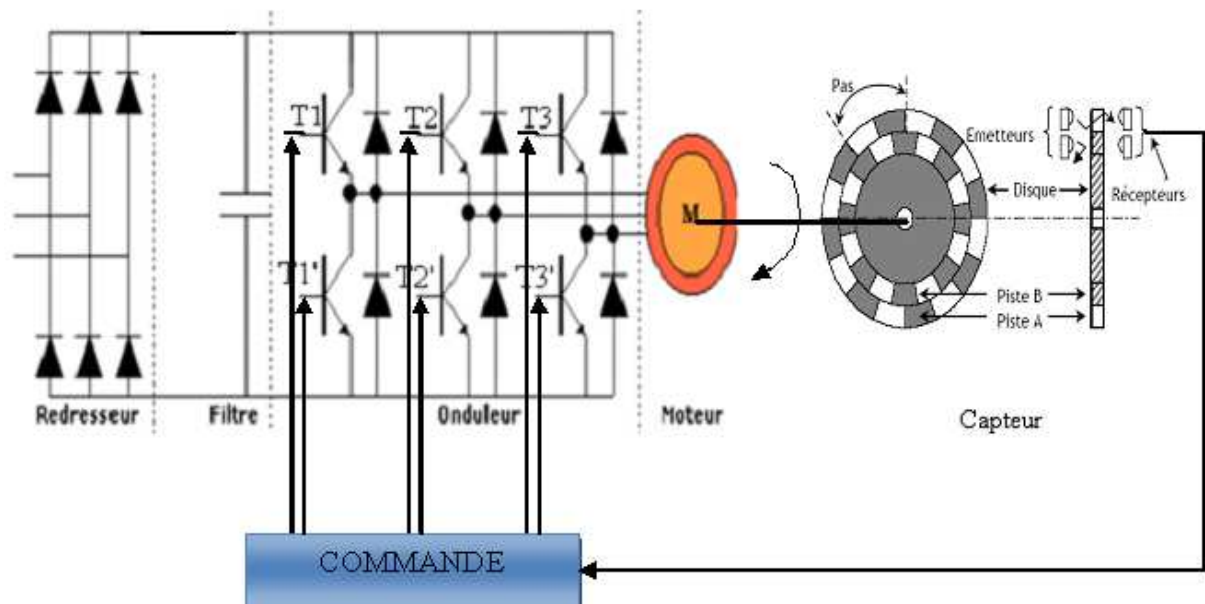 T1
T2
T3
T1'
T2'
T3'
M
Pas
Emetteurs
Disque
Récepteurs
Piste B
Piste A
Redresseur
Filtre
Onduleur
Moteur
Capteur
COMMANDE